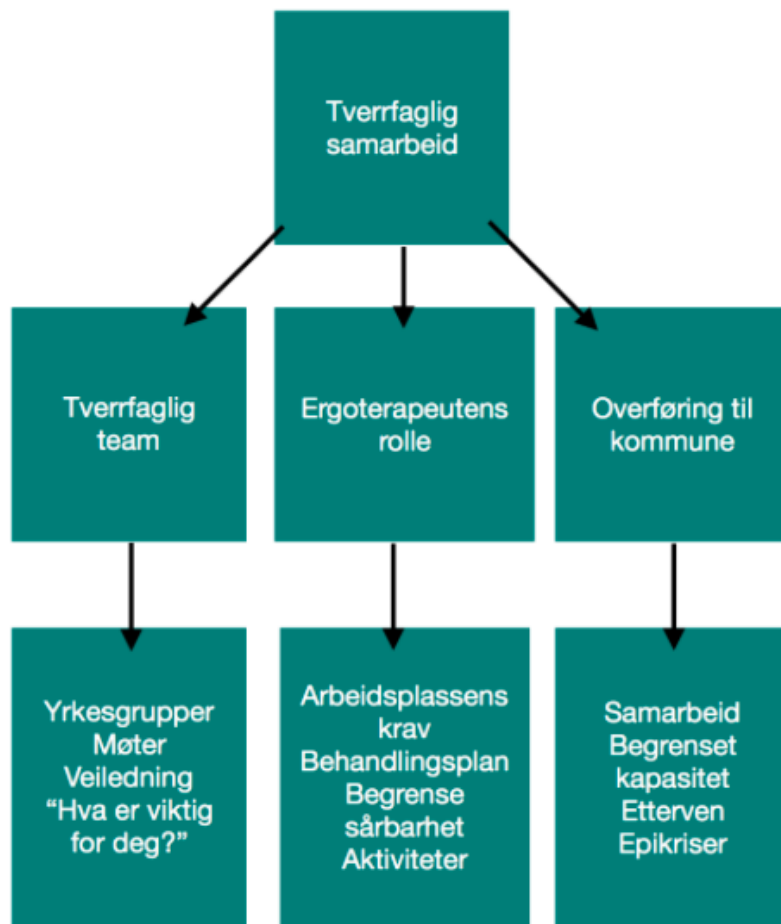 Tverrfaglig
samarbeid
Tverrfaglig
team
Ergoterapeutens
rolle
Overføring til
kommune
Yrkesgrupper
Møter
Veiledning
“Hva er viktig
for deg?”
Arbeidsplassens
krav
Behandlingsplan
Begrense
sårbarhet
Aktiviteter
Samarbeid
Begrenset
kapasitet
Etterven
Epikriser